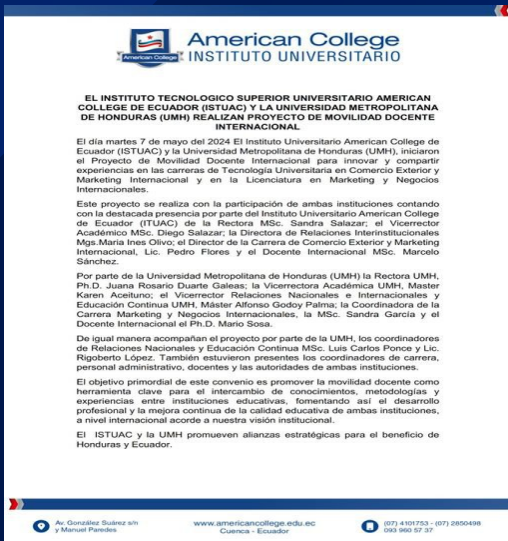 American College
American College
INSTITUTO UNIVERSITARIO
EL INSTITUTO TECNOLOGICO SUPERIOR UNIVERSITARIO AMERICAN
COLLEGE DE ECUADOR (ISTUAC) Y LA UNIVERSIDAD METROPOLITANA
DE HONDURAS (UMH) REALIZAN PROYECTO DE MOVILIDAD DOCENTE
INTERNACIONAL
El día martes 7 de mayo del 2024 El Instituto Universitario American College de
Ecuador (ISTUAC) y la Universidad Metropolitana de Honduras (UMH), iniciaron
el Proyecto de Movilidad Docente Internacional para innovar y compartir
experiencias en las carreras de Tecnología Universitaria en Comercio Exterior y
Marketing Internacional y en la Licenciatura en Marketing y Negocios
Internacionales.
Este proyecto se realiza con la participación de ambas instituciones contando
con la destacada presencia por parte del Instituto Universitario American College
de Ecuador (ITUAC) de la Rectora MSc. Sandra Salazar; el Vicerrector
Académico MSc. Diego Salazar; la Directora de Relaciones Interinstitucionales
Mgs.Maria Ines Olivo; el Director de la Carrera de Comercio Exterior y Marketing
Internacional, Lic. Pedro Flores y el Docente Internacional MSc. Marcelo
Sánchez.
Por parte de la Universidad Metropolitana de Honduras (UMH) la Rectora UMH,
Ph.D. Juana Rosario Duarte Galeas; la Vicerrectora Académica UMH, Master
Karen Aceituno; el Vicerrector Relaciones Nacionales e Internacionales y
Educación Continua UMH, Máster Alfonso Godoy Palma; la Coordinadora de la
Carrera Marketing y Negocios Internacionales, la MSc. Sandra García y el
Docente Internacional el Ph.D. Mario Sosa.
De igual manera acompañan el proyecto por parte de la UMH, los coordinadores
de Relaciones Nacionales y Educación Continua MSc. Luis Carlos Ponce y Lic.
Rigoberto López. También estuvieron presentes los coordinadores de carrera,
personal administrativo, docentes y las autoridades de ambas instituciones.
El objetivo primordial de este convenio es promover la movilidad docente como
herramienta clave para el intercambio de conocimientos, metodologías y
experiencias entre instituciones educativas, fomentando así el desarrollo
profesional y la mejora continua de la calidad educativa de ambas instituciones,
a nivel internacional acorde a nuestra visión institucional.
El ISTUAC y la UMH promueven alianzas estratégicas para el beneficio de
Honduras y Ecuador.
Av. González Suárez s/n
y Manuel Paredes
www.americancollege.edu.ec
Cuenca - Ecuador
(07) 4101753 - (07) 2850498
093 960 57 37